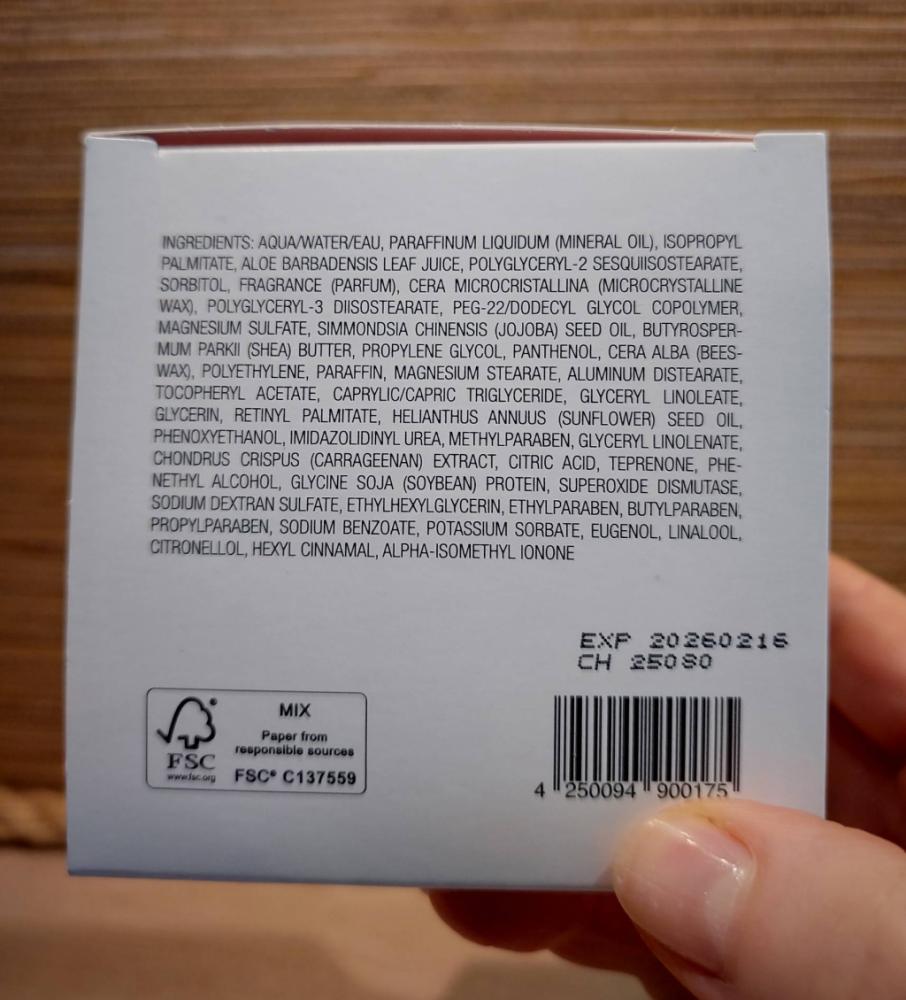 INGREDIENTS: AQUA/WATER/EAU, PARAFFINUM LIQUIDUM (MINERAL OIL), ISOPROPYL
PALMITATE, ALOE BARBADENSIS LEAF JUICE, POLYGLYCERYL-2 SESQUIISOSTEARATE,
SORBITOL, FRAGRANCE (PARFUM), CERA MICROCRISTALLINA (MICROCRYSTALLINE
WAX), POLYGLYCERYL-3 DIISOSTEARATE, PEG-22/DODECYL GLYCOL COPOLYMER,
MAGNESIUM SULFATE, SIMMONDSIA CHINENSIS (JOJOBA) SEED OIL, BUTYROSPER-
MUM PARKII (SHEA) BUTTER, PROPYLENE GLYCOL, PANTHENOL, CERA ALBA (BEES-
WAX), POLYETHYLENE, PARAFFIN, MAGNESIUM STEARATE, ALUMINUM DISTEARATE,
TOCOPHERYL ACETATE, CAPRYLIC/CAPRIC TRIGLYCERIDE, GLYCERYL LINOLEATE,
GLYCERIN, RETINYL PALMITATE, HELIANTHUS ANNUUS (SUNFLOWER) SEED OIL,
PHENOXYETHANOL, IMIDAZOLIDINYL UREA, METHYLPARABEN, GLYCERYL LINOLENATE,
CHONDRUS CRISPUS (CARRAGEENAN) EXTRACT, CITRIC ACID, TEPRENONE, PHE-
NETHYL ALCOHOL, GLYCINE SOJA (SOYBEAN) PROTEIN, SUPEROXIDE DISMUTASE,
SODIUM DEXTRAN SULFATE, ETHYLHEXYLGLYCERIN, ETHYLPARABEN, BUTYLPARABEN,
PROPYLPARABEN, SODIUM BENZOATE, POTASSIUM SORBATE, EUGENOL, LINALOOL,
CITRONELLOL, HEXYL CINNAMAL, ALPHA-ISOMETHYL IONONE
EXP 20260216
CH 25080
FSC
www.fsc.org
MIX
Paper from
responsible sources
FSC® C137559
4 250094 900175